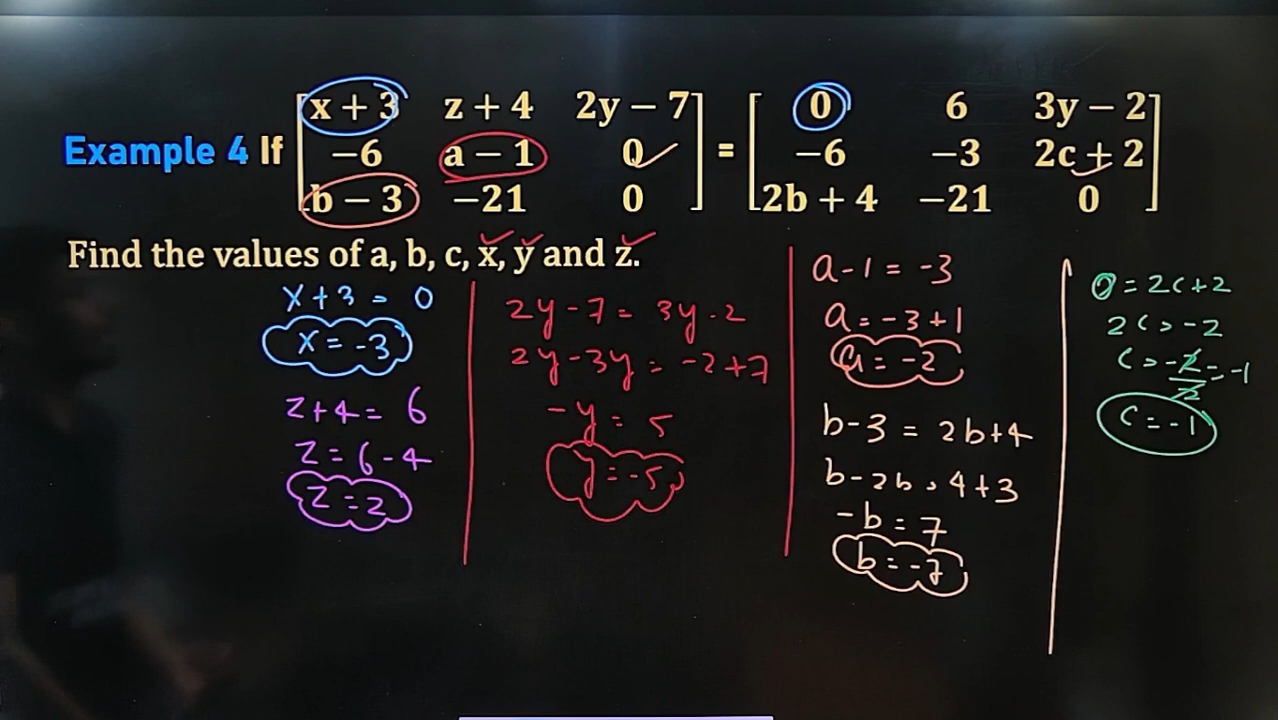 x + 3 z + 4 2y − 7 0 6 3y − 2
Example 4 If −6 a − 1 0 = −6 −3 2c + 2
b − 3 −21 0 2b + 4 −21 0
Find the values of a, b, c, x, y and z.
x + 3 = 0
x = -3
z + 4 = 6
z = 6 - 4
z = 2
2y - 7 = 3y - 2
2y - 3y = -2 + 7
-y = 5
y = -5
a - 1 = -3
a = -3 + 1
a = -2
b - 3 = 2b + 4
b - 2b = 4 + 3
-b = 7
b = -7
0 = 2c + 2
2c = -2
c = -2/2 = -1
c = -1